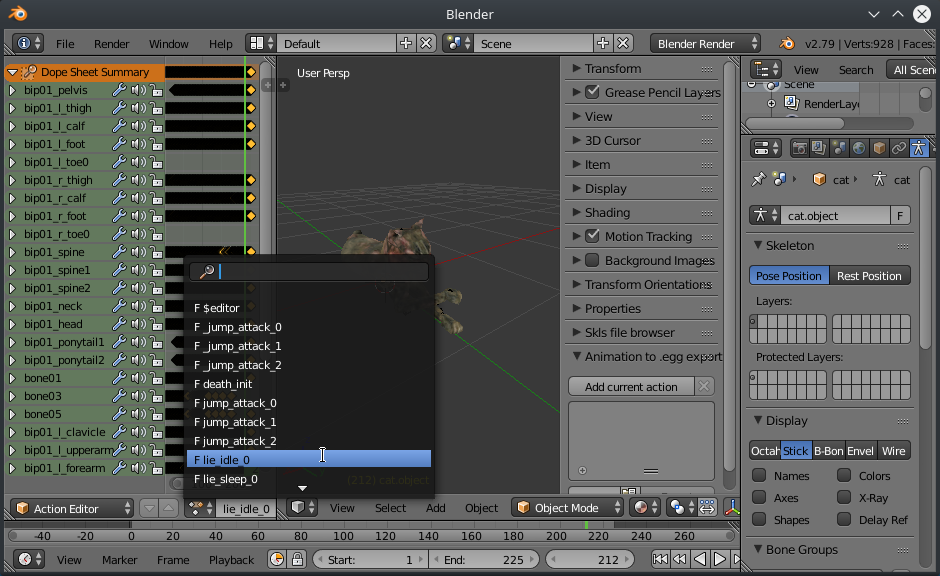 Blender
File Render Window Help Default Scene Blender Render v2.79 | Verts:928 | Faces:
Dope Sheet Summary
bip01_pelvis
bip01_l_thigh
bip01_l_calf
bip01_l_foot
bip01_l_toe0
bip01_r_thigh
bip01_r_calf
bip01_r_foot
bip01_r_toe0
bip01_spine
bip01_spine1
bip01_spine2
bip01_neck
bip01_head
bip01_ponytail1
bip01_ponytail2
bone01
bone03
bone05
bip01_l_clavicle
bip01_l_upperarm
bip01_l_forearm
User Persp
F $editor
F _jump_attack_0
F _jump_attack_1
F _jump_attack_2
F death_init
F jump_attack_0
F jump_attack_1
F jump_attack_2
F lie_idle_0
F lie_sleep_0
(212) cat.object
Transform
Grease Pencil Layers
View
3D Cursor
Item
Display
Shading
Motion Tracking
Background Images
Transform Orientations
Properties
Skls file browser
Animation to .egg export
Add current action
View Search All Scen
Scene
RenderLaye
cat cat
cat.object F
Skeleton
Pose Position Rest Position
Layers:
Protected Layers:
Display
Octah Stick B-Bon Envel Wire
Names Colors
Axes X-Ray
Shapes Delay Ref
Bone Groups
Action Editor lie_idle_0 View Select Add Object Object Mode
-40 -20 0 20 40 60 80 100 120 140 160 180 200 220 240 260
View Marker Frame Playback Start: 1 End: 225 212